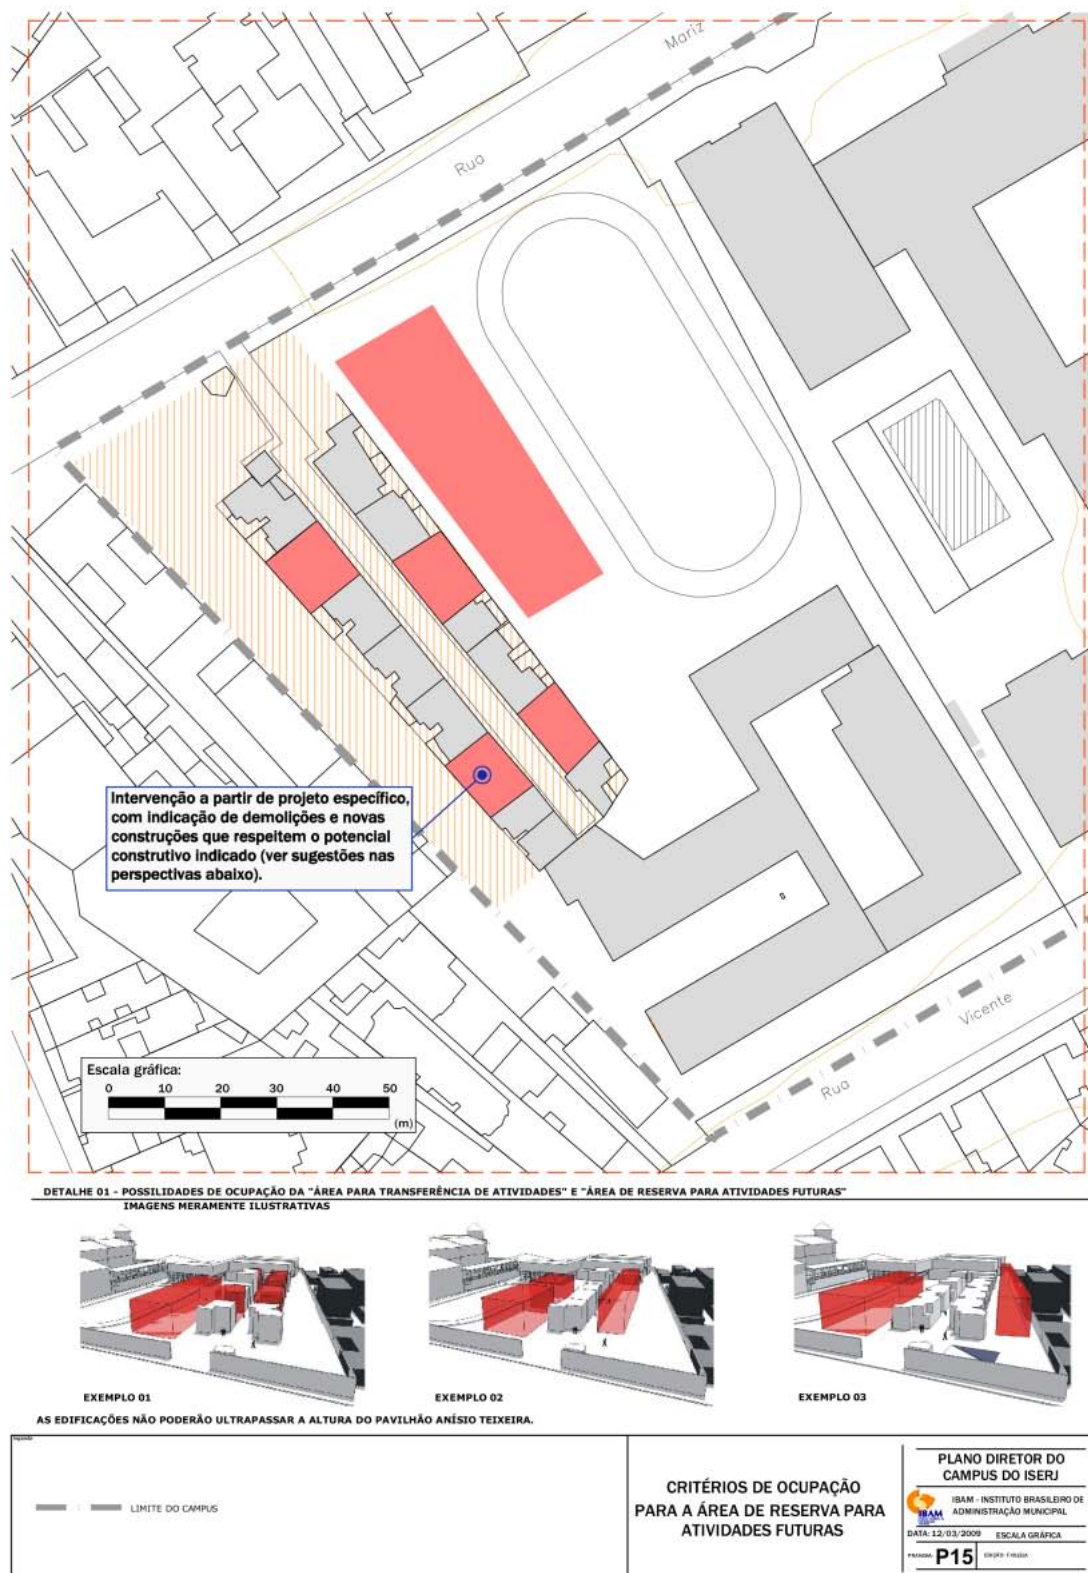 Mariz
Rua
Intervenção a partir de projeto específico,
com indicação de demolições e novas
construções que respeitem o potencial
construtivo indicado (ver sugestões nas
perspectivas abaixo).
Vicente
Rua
Escala gráfica:
0 10 20 30 40 50
(m)
DETALHE 01 - POSSILIDADES DE OCUPAÇÃO DA "ÁREA PARA TRANSFERÊNCIA DE ATIVIDADES" E "ÁREA DE RESERVA PARA ATIVIDADES FUTURAS"
IMAGENS MERAMENTE ILUSTRATIVAS
EXEMPLO 01
EXEMPLO 02
EXEMPLO 03
AS EDIFICAÇÕES NÃO PODERÃO ULTRAPASSAR A ALTURA DO PAVILHÃO ANÍSIO TEIXEIRA.
LIMITE DO CAMPUS
CRITÉRIOS DE OCUPAÇÃO
PARA A ÁREA DE RESERVA PARA
ATIVIDADES FUTURAS
PLANO DIRETOR DO
CAMPUS DO ISERJ
IBAM
IBAM - INSTITUTO BRASILEIRO DE
ADMINISTRAÇÃO MUNICIPAL
DATA: 12/03/2009 ESCALA GRÁFICA
PRANCHA: P15